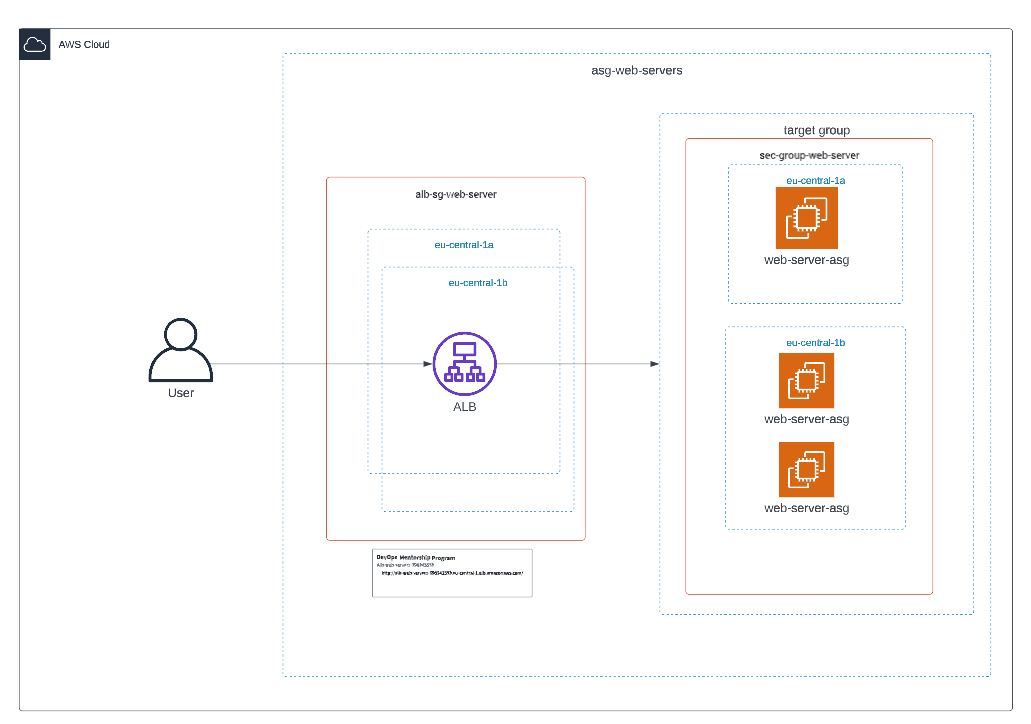 AWS Cloud
asg-web-servers
target group
sec-group-web-server
eu-central-1a
web-server-asg
eu-central-1b
web-server-asg
web-server-asg
alb-sg-web-server
eu-central-1a
eu-central-1b
ALB
User
DevOps Mentorship Program